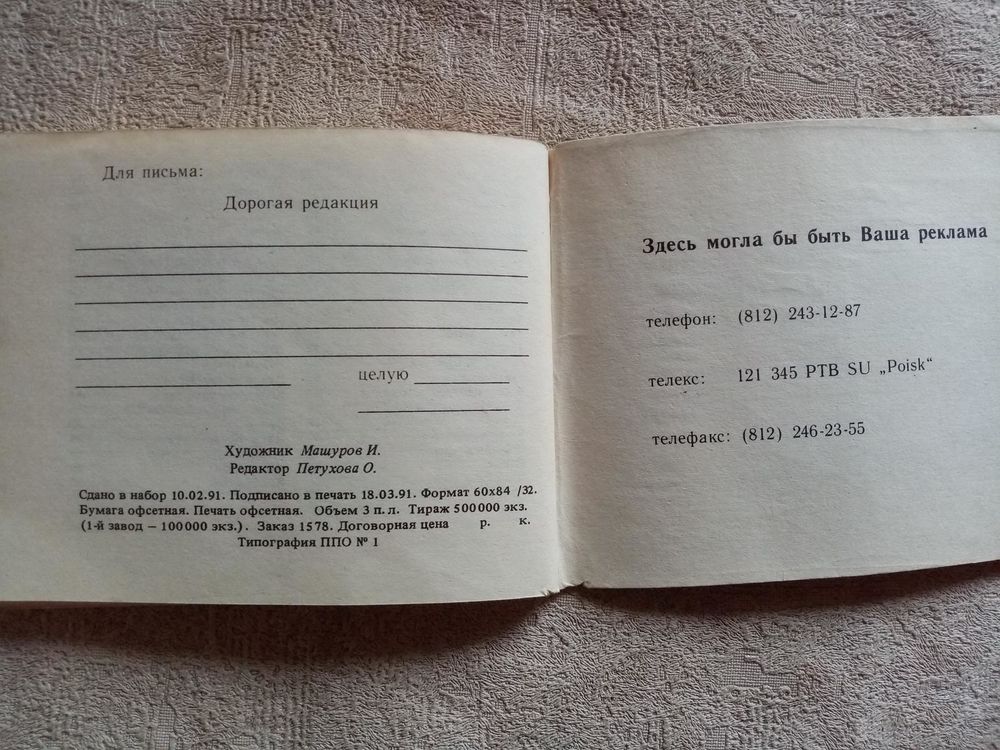 Для письма:
Дорогая редакция
целую
Художник Машуров И.
Редактор Петухова О.
Сдано в набор 10.02.91. Подписано в печать 18.03.91. Формат 60х84 /32.
Бумага офсетная. Печать офсетная. Объем 3 п. л. Тираж 500000 экз.
(1-й завод — 100000 экз.). Заказ 1578. Договорная цена р. к.
Типография ППО № 1
Здесь могла бы быть Ваша реклама
телефон: (812) 243-12-87
телекс: 121 345 PTB SU „Poisk“
телефакс: (812) 246-23-55